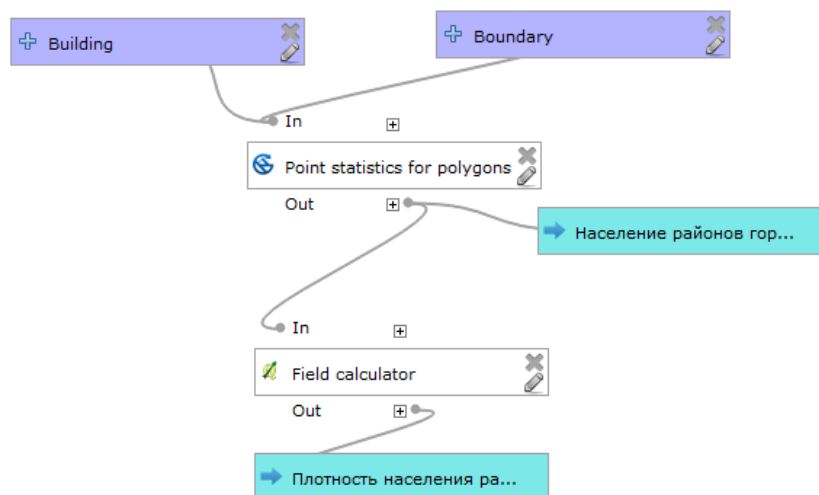 Building
Boundary
In
Point statistics for polygons
Out
Население районов гор...
In
Field calculator
Out
Плотность населения ра...